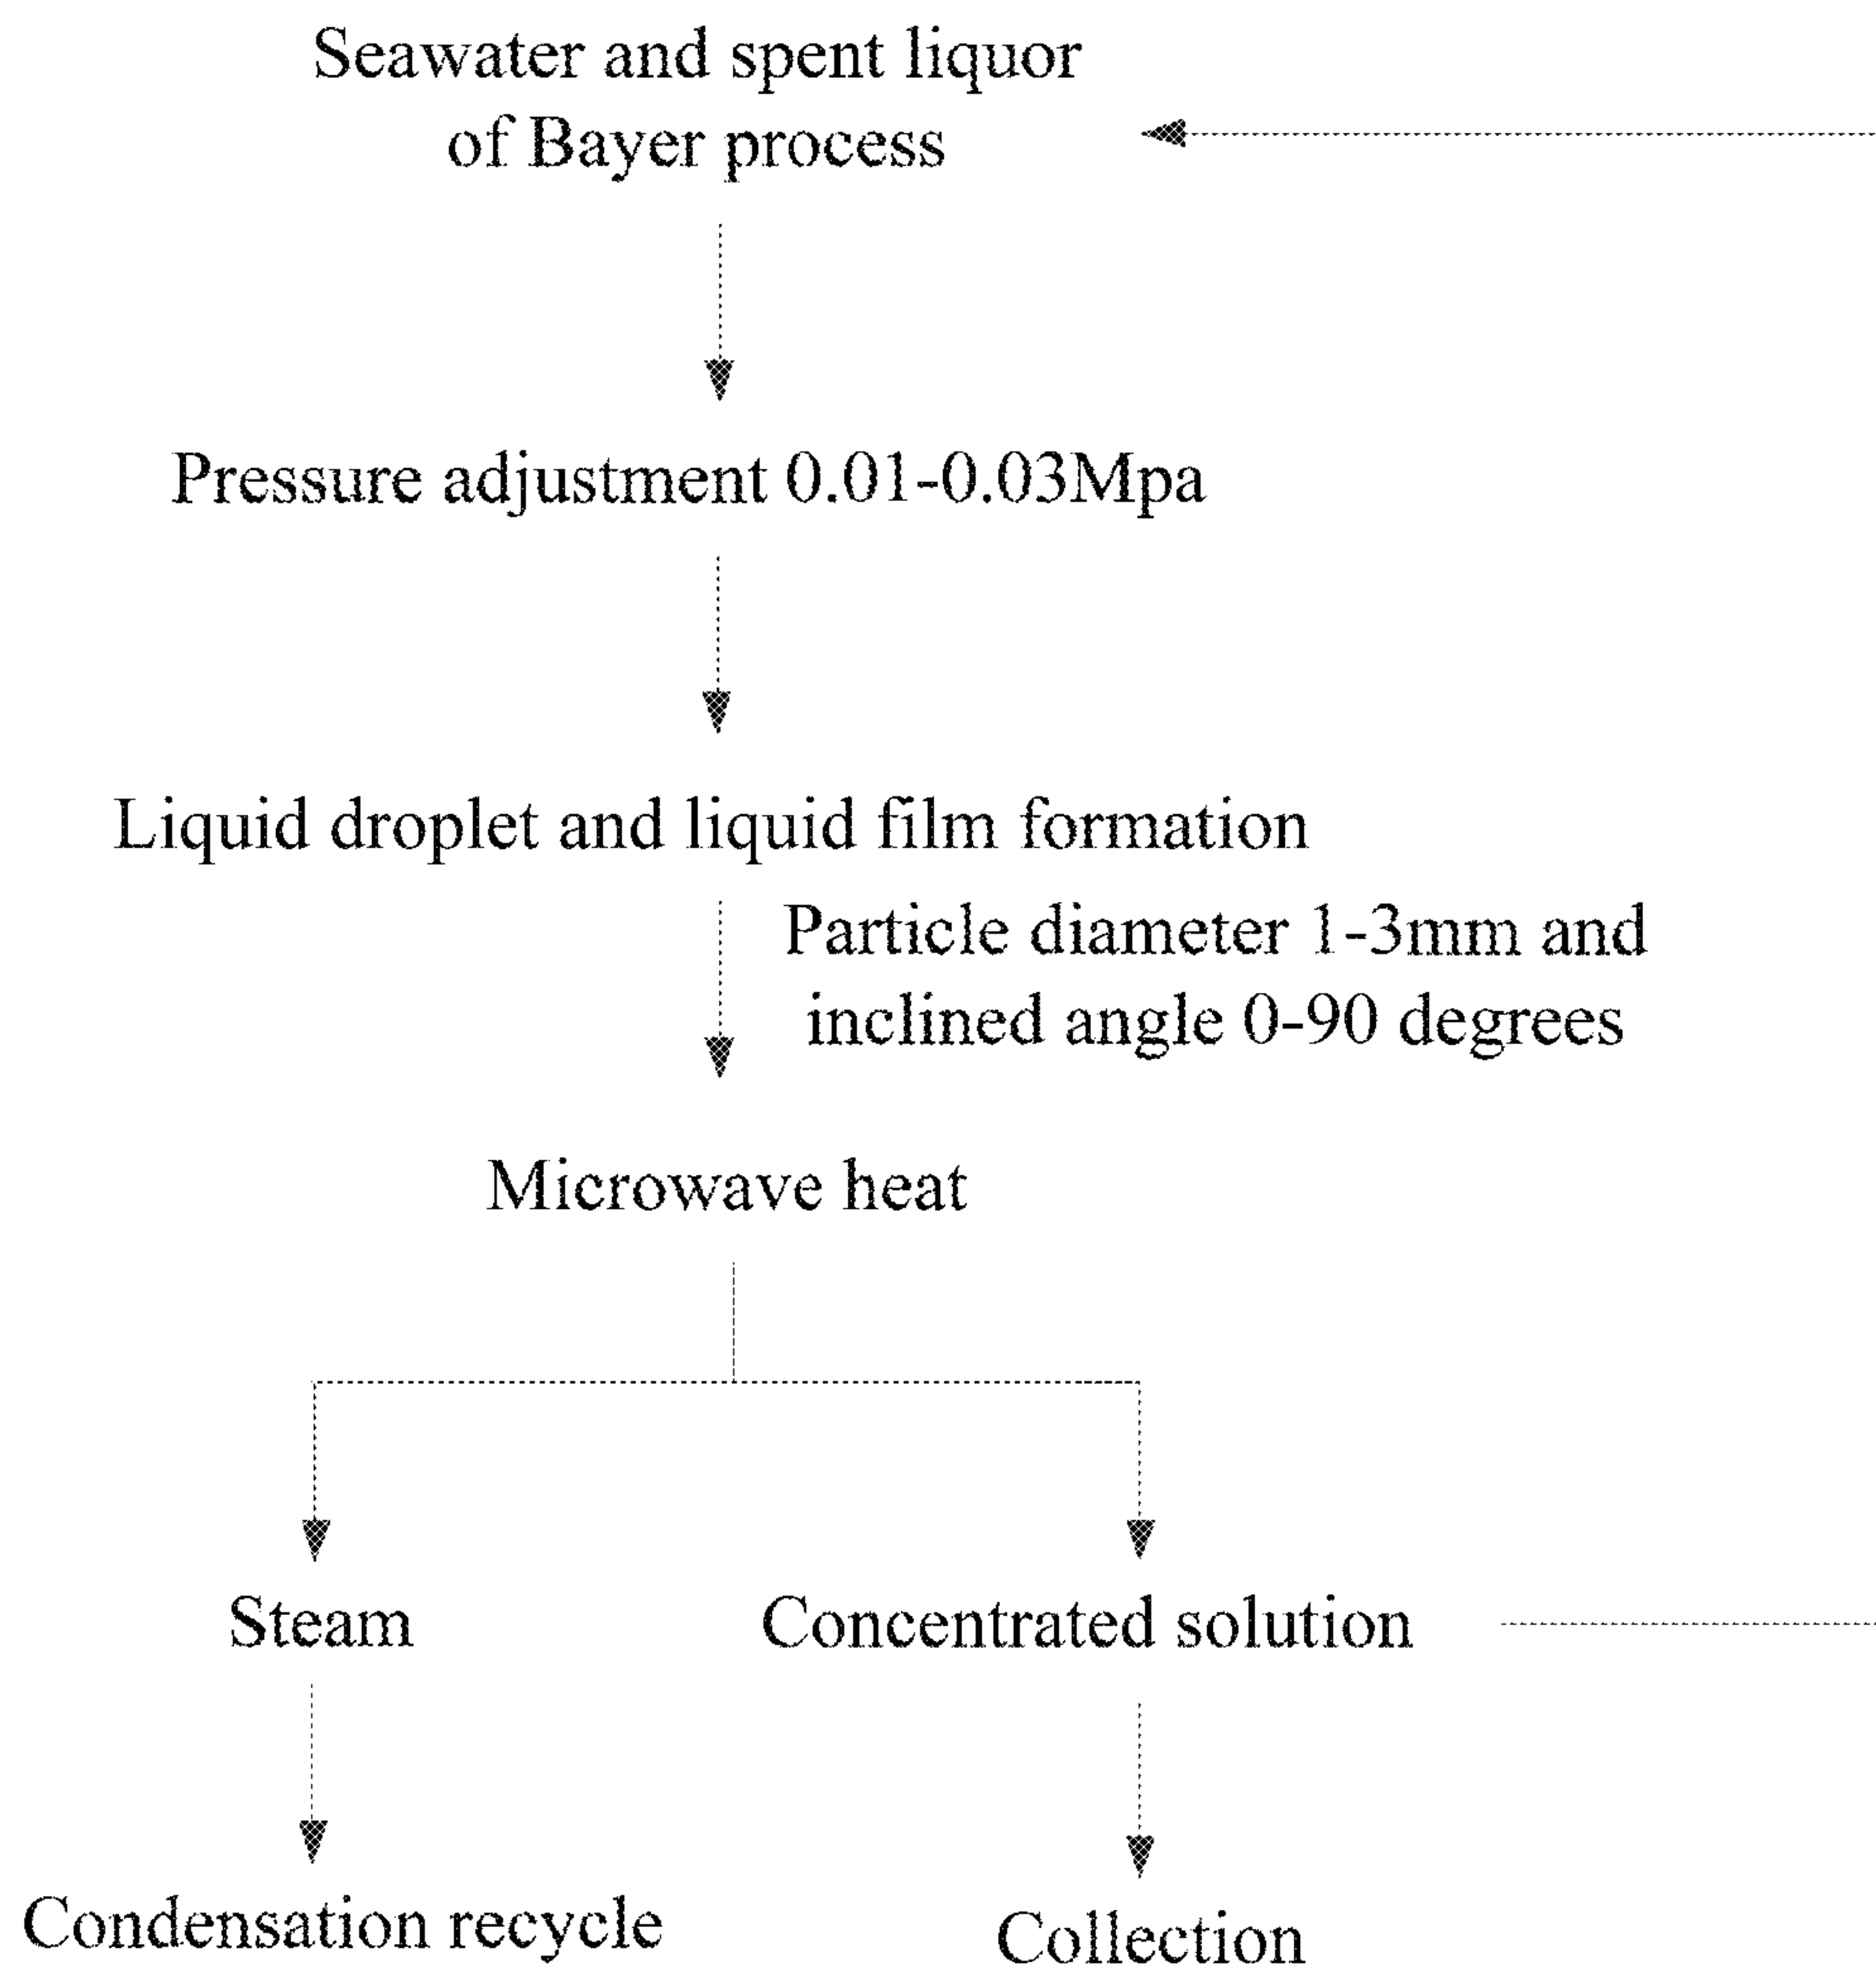 Seawater and spent liquor
of Bayer process
Pressure adjustment 0.01-0.03Mpa
Liquid droplet and liquid film formation
Particle diameter 1-3mm and
inclined angle 0-90 degrees
Microwave heat
Steam
Concentrated solution
Condensation recycle
Collection